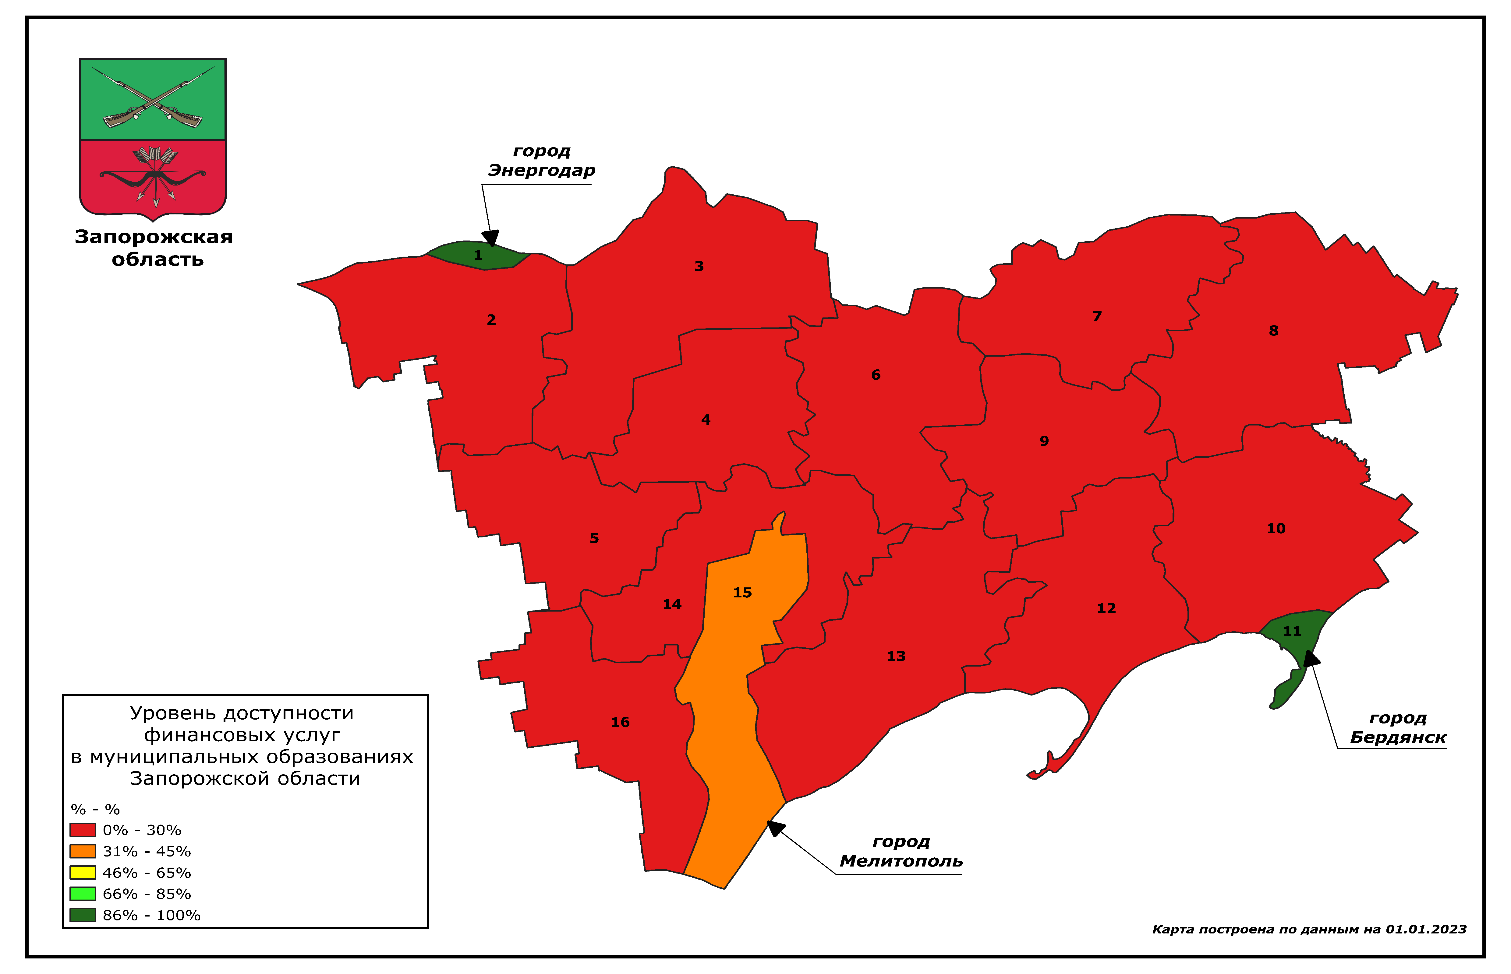 город
Энергодар
Запорожская
область
1
2
3
4
5
6
7
8
9
10
11
12
13
14
15
16
город
Бердянск
город
Мелитополь
Уровень доступности
финансовых услуг
в муниципальных образованиях
Запорожской области
% - %
0% - 30%
31% - 45%
46% - 65%
66% - 85%
86% - 100%
Карта построена по данным на 01.01.2023